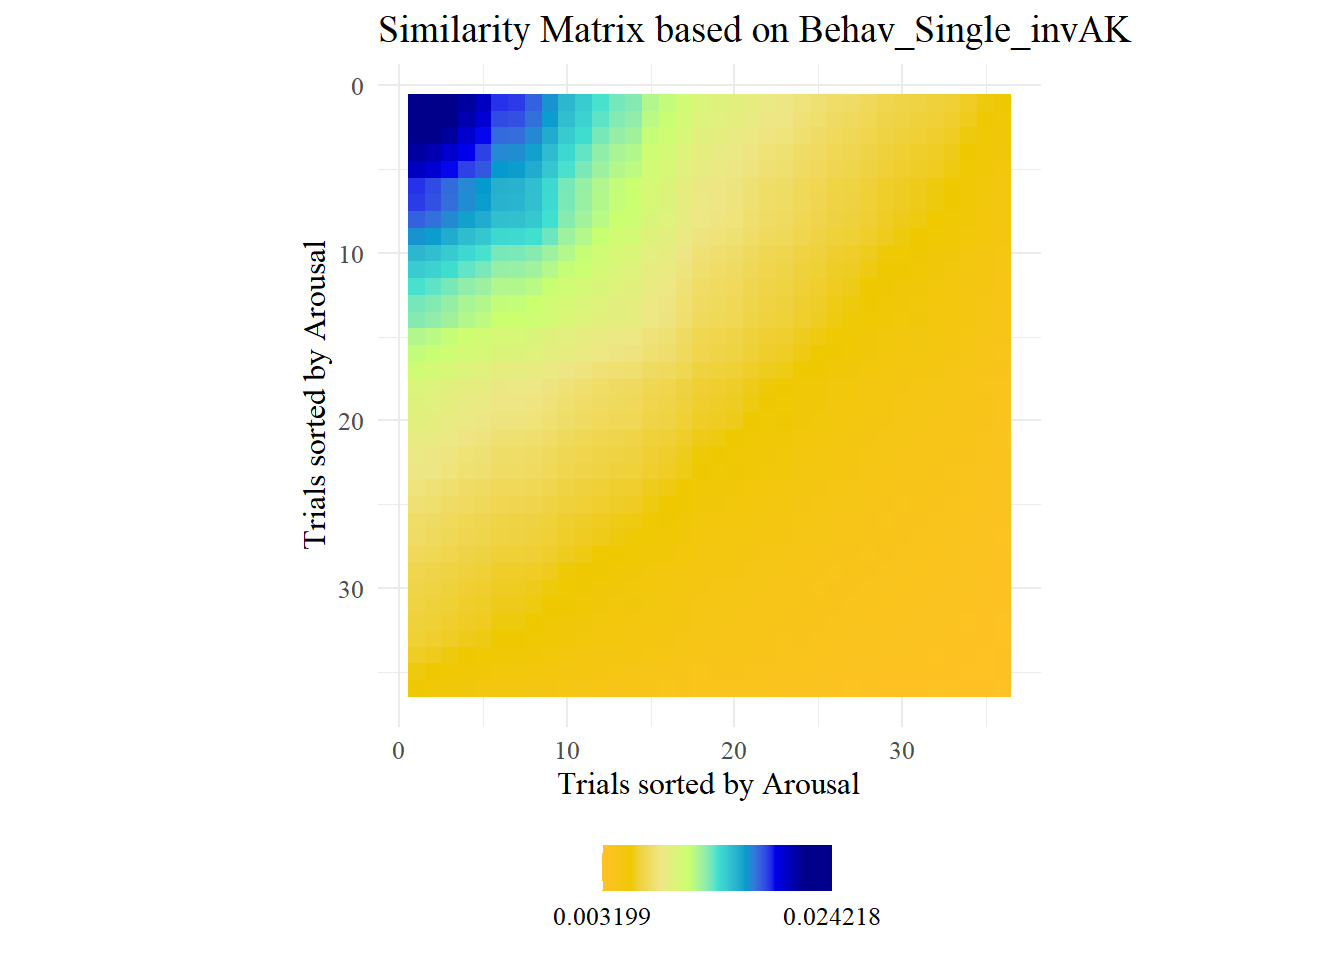 Similarity Matrix based on Behav_Single_invAK
0
10
20
30
Trials sorted by Arousal
0 10 20 30
Trials sorted by Arousal
0.003199 0.024218